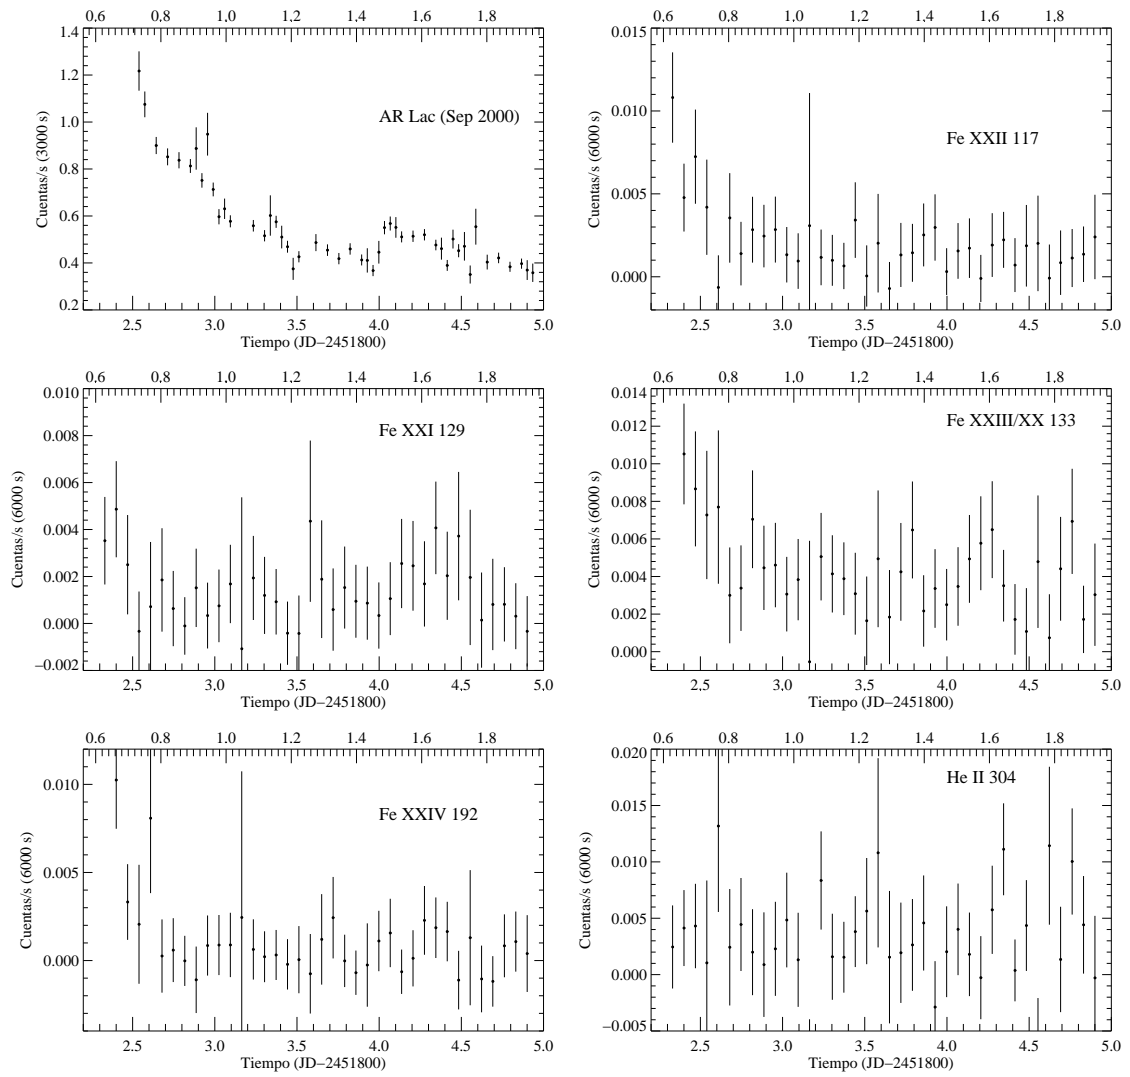 0.6 0.8 1.0 1.2 1.4 1.6 1.8
1.4
1.2
1.0
0.8
0.6
0.4
0.2
Cuentas/s (3000 s)
AR Lac (Sep 2000)
2.5 3.0 3.5 4.0 4.5 5.0
Tiempo (JD−2451800)
0.6 0.8 1.0 1.2 1.4 1.6 1.8
0.015
0.010
0.005
0.000
Cuentas/s (6000 s)
Fe XXII 117
2.5 3.0 3.5 4.0 4.5 5.0
Tiempo (JD−2451800)
0.6 0.8 1.0 1.2 1.4 1.6 1.8
0.010
0.008
0.006
0.004
0.002
0.000
−0.002
Cuentas/s (6000 s)
Fe XXI 129
2.5 3.0 3.5 4.0 4.5 5.0
Tiempo (JD−2451800)
0.6 0.8 1.0 1.2 1.4 1.6 1.8
0.014
0.012
0.010
0.008
0.006
0.004
0.002
0.000
Cuentas/s (6000 s)
Fe XXIII/XX 133
2.5 3.0 3.5 4.0 4.5 5.0
Tiempo (JD−2451800)
0.6 0.8 1.0 1.2 1.4 1.6 1.8
0.010
0.005
0.000
Cuentas/s (6000 s)
Fe XXIV 192
2.5 3.0 3.5 4.0 4.5 5.0
Tiempo (JD−2451800)
0.6 0.8 1.0 1.2 1.4 1.6 1.8
0.020
0.015
0.010
0.005
0.000
−0.005
Cuentas/s (6000 s)
He II 304
2.5 3.0 3.5 4.0 4.5 5.0
Tiempo (JD−2451800)